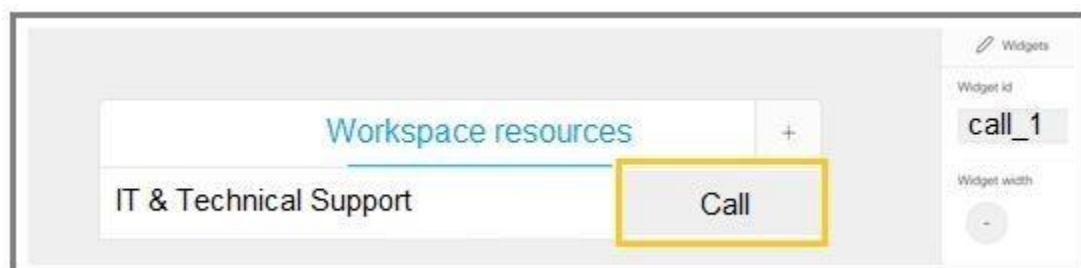 Widgets
Widget id
call_1
Widget width
-
Workspace resources
+
IT & Technical Support
Call